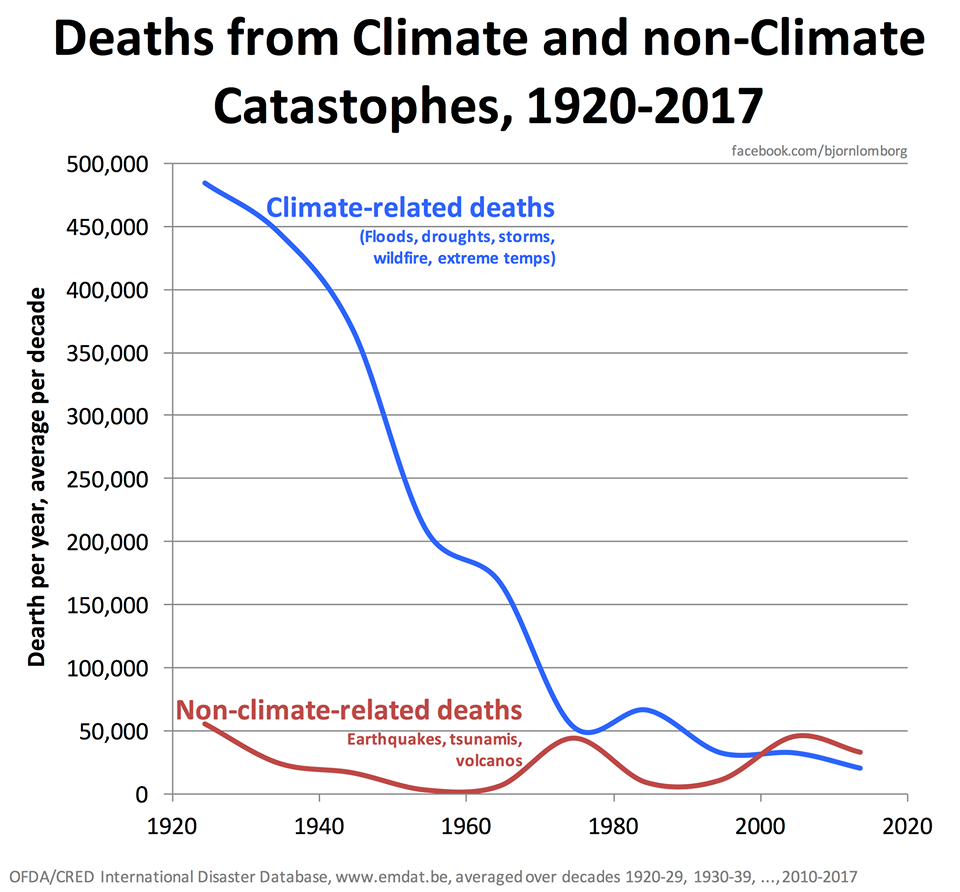 Deaths from Climate and non-Climate
Catastophes, 1920-2017
facebook.com/bjornlomborg
500,000
450,000
400,000
350,000
300,000
250,000
200,000
150,000
100,000
50,000
0
Dearth per year, average per decade
Climate-related deaths
(Floods, droughts, storms,
wildfire, extreme temps)
Non-climate-related deaths
Earthquakes, tsunamis,
volcanos
1920
1940
1960
1980
2000
2020
OFDA/CRED International Disaster Database, www.emdat.be, averaged over decades 1920-29, 1930-39, ..., 2010-2017